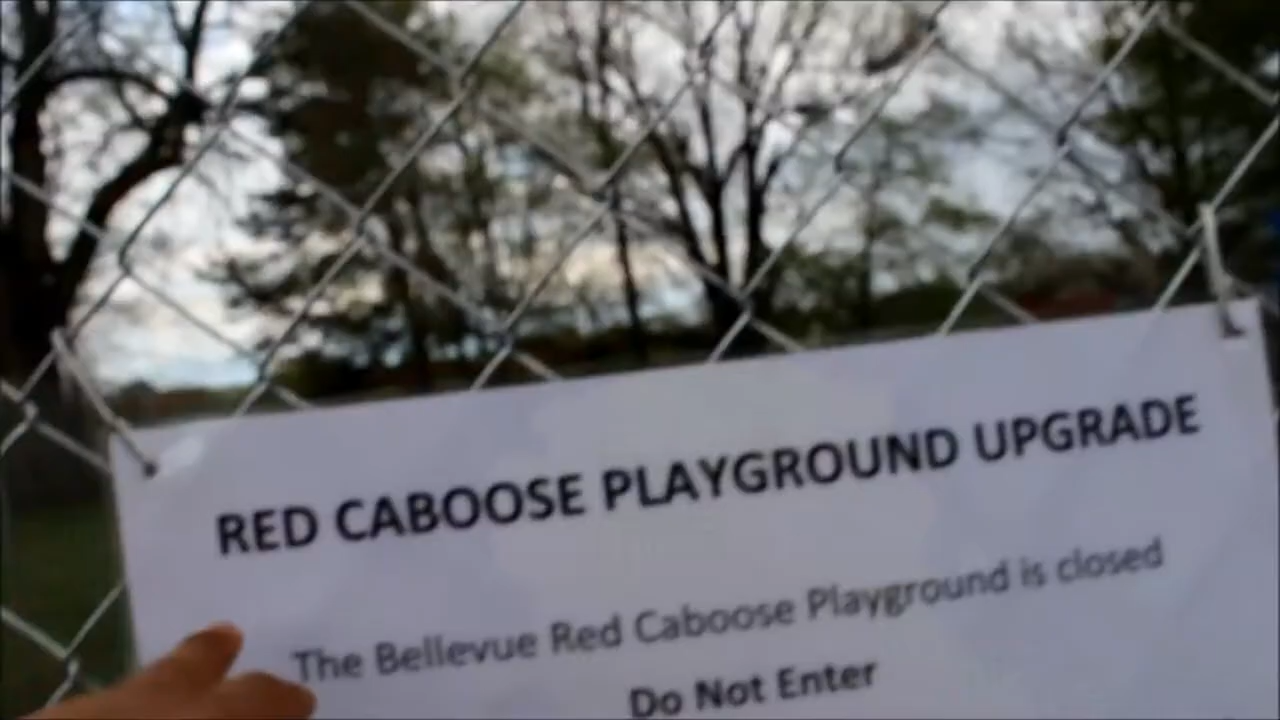 RED CABOOSE PLAYGROUND UPGRADE
The Bellevue Red Caboose Playground is closed
Do Not Enter